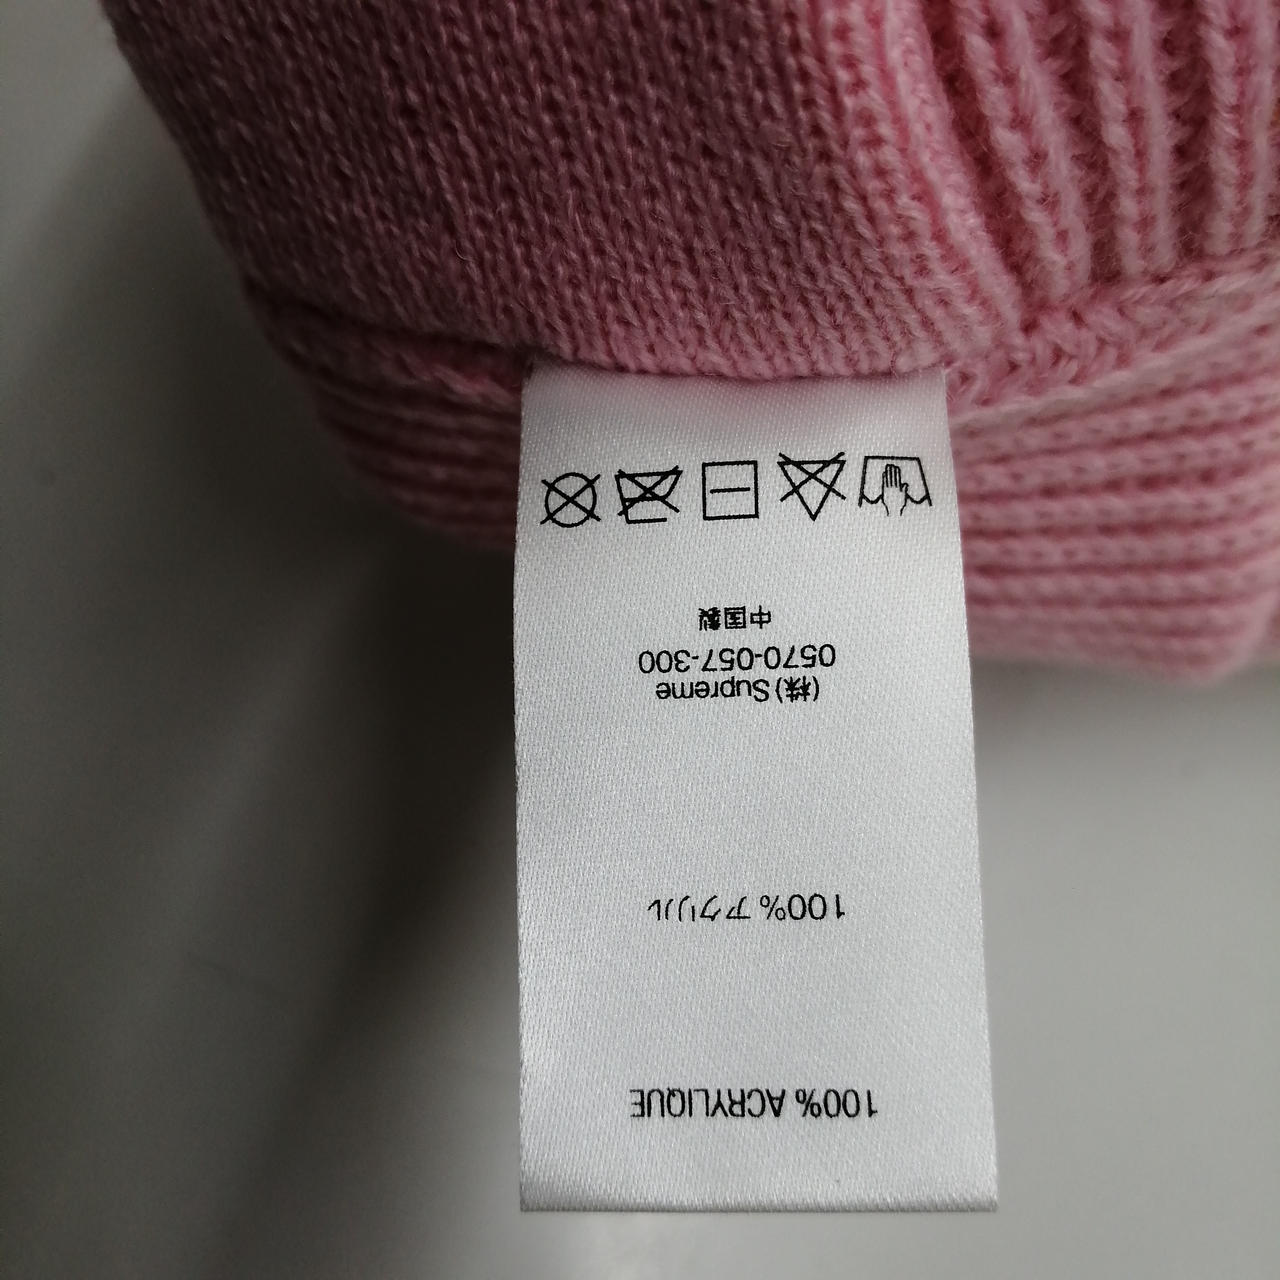 100% ACRYLIQUE
100% アクリル
(株) Supreme
0570-057-300
中国製